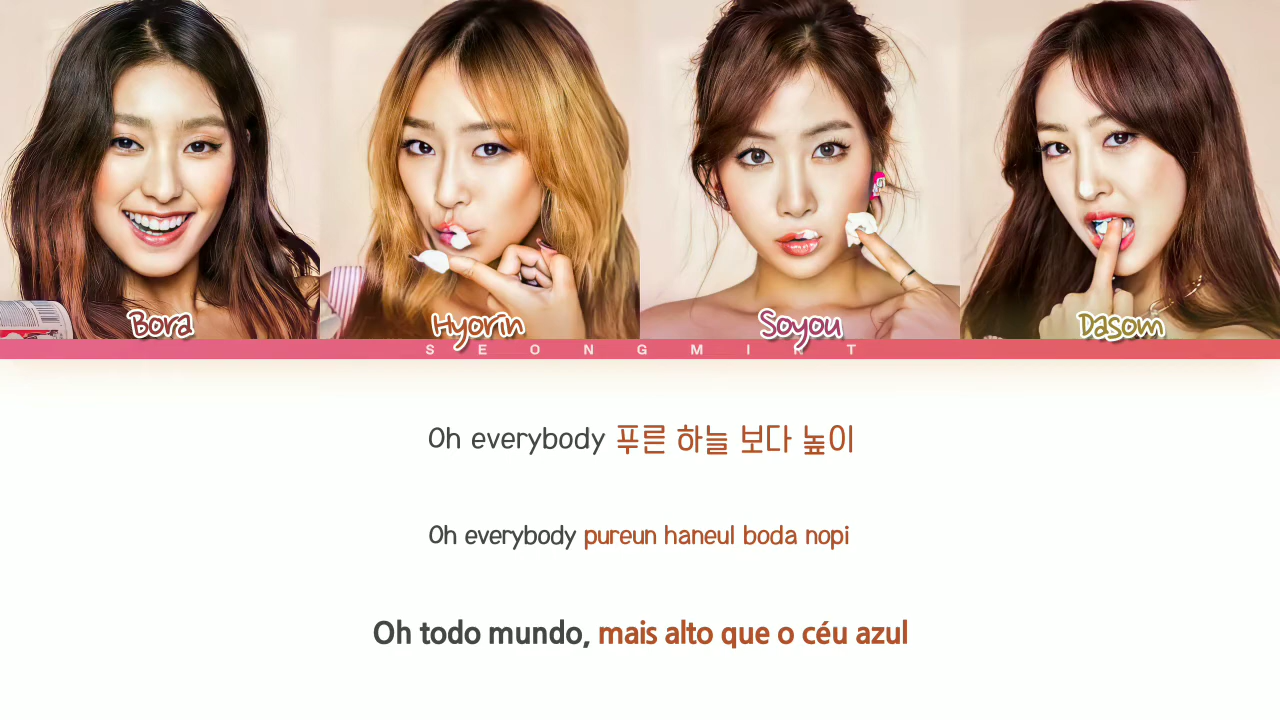 Bora
Hyorin
Soyou
Dasom
SEONGMINT
Oh everybody 푸른 하늘 보다 높이
Oh everybody pureun haneul boda nopi
Oh todo mundo, mais alto que o céu azul